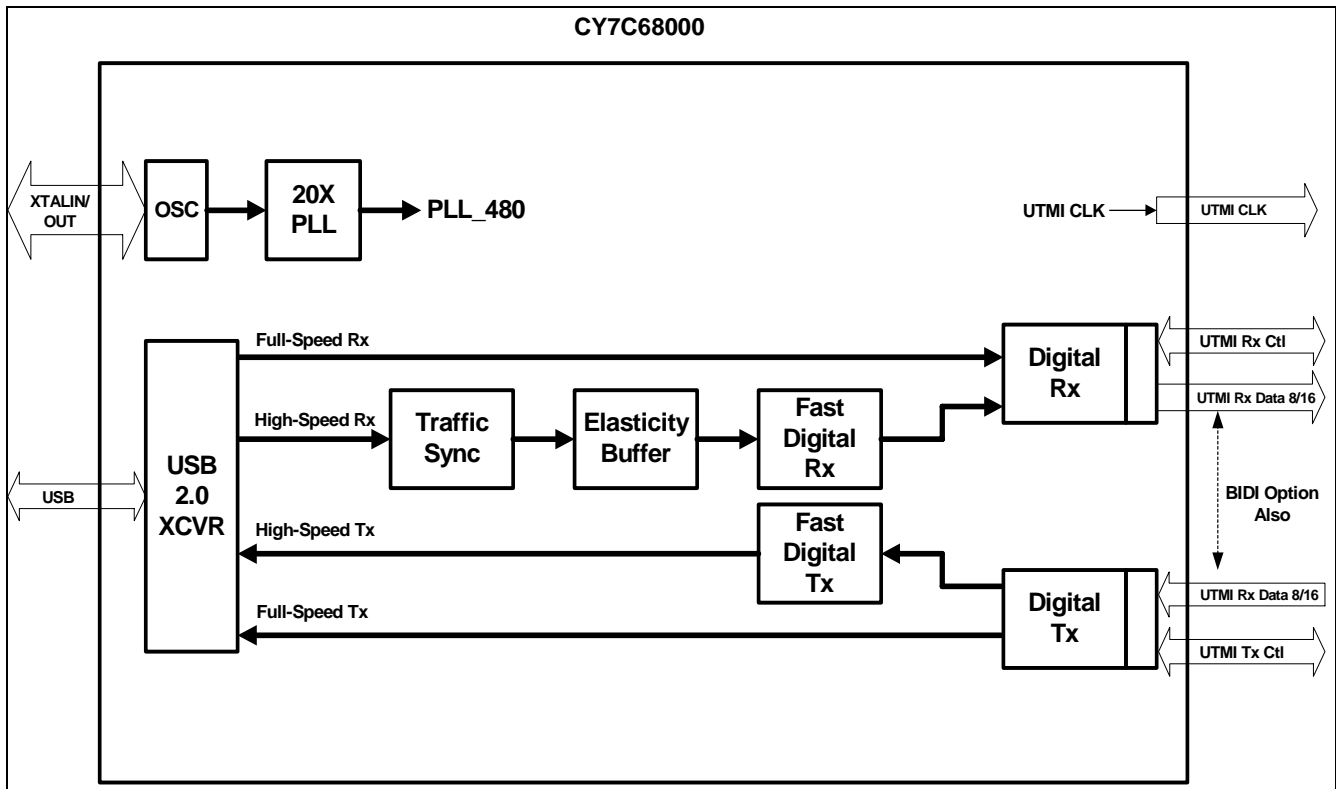 CY7C68000
XTALIN/
OUT
OSC
20X
PLL
PLL_480
UTMI CLK
UTMI CLK
Full-Speed Rx
Digital
Rx
UTMI Rx Ctl
UTMI Rx Data 8/16
High-Speed Rx
Traffic
Sync
Elasticity
Buffer
Fast
Digital
Rx
USB
USB
2.0
XCVR
BIDI Option
Also
High-Speed Tx
Fast
Digital
Tx
Full-Speed Tx
Digital
Tx
UTMI Rx Data 8/16
UTMI Tx Ctl